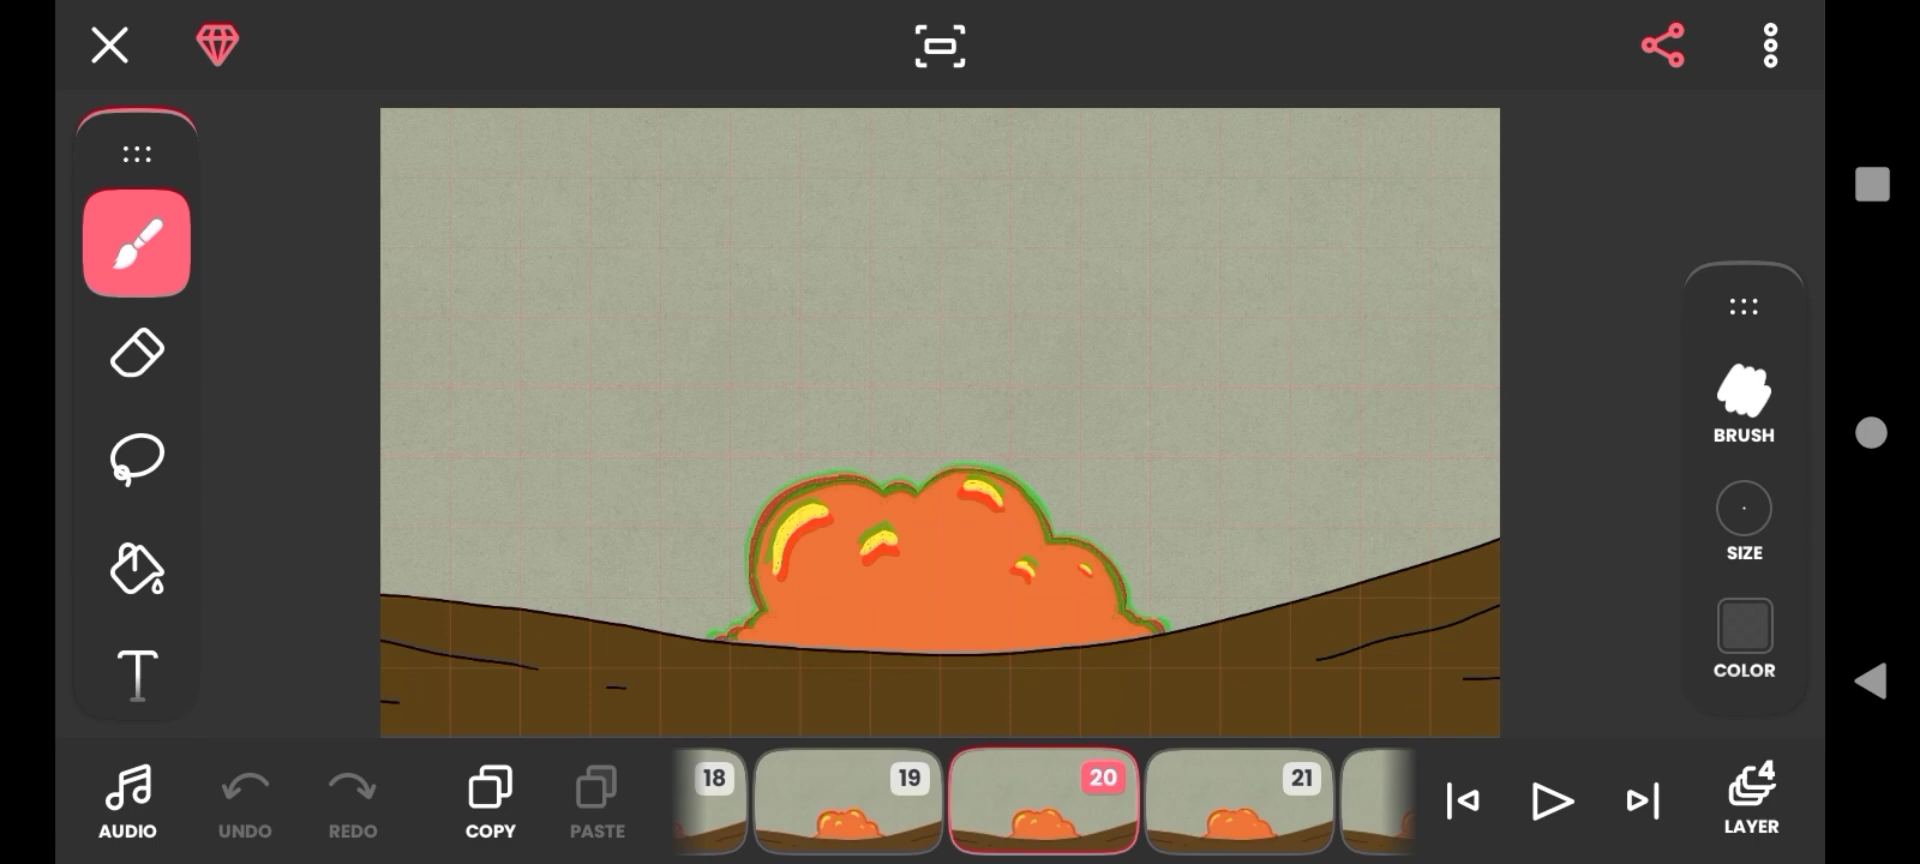 BRUSH
SIZE
COLOR
T
18
19
20
21
4
AUDIO
UNDO
REDO
COPY
PASTE
LAYER